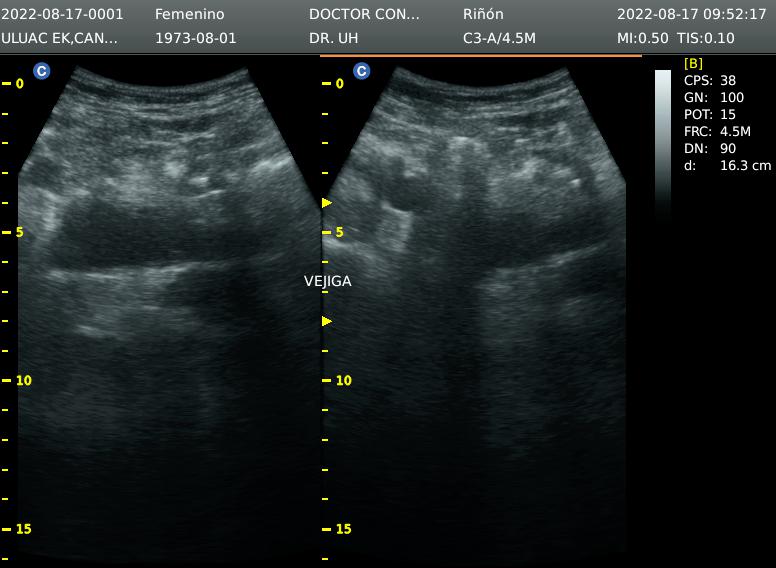 2022-08-17-0001 Femenino DOCTOR CON... Riñón 2022-08-17 09:52:17
ULUAC EK,CAN... 1973-08-01 DR. UH C3-A/4.5M MI:0.50 TIS:0.10
C C
[B]
CPS: 38
GN: 100
POT: 15
FRC: 4.5M
DN: 90
d: 16.3 cm
0 0
5 5
VEJIGA
10 10
15 15